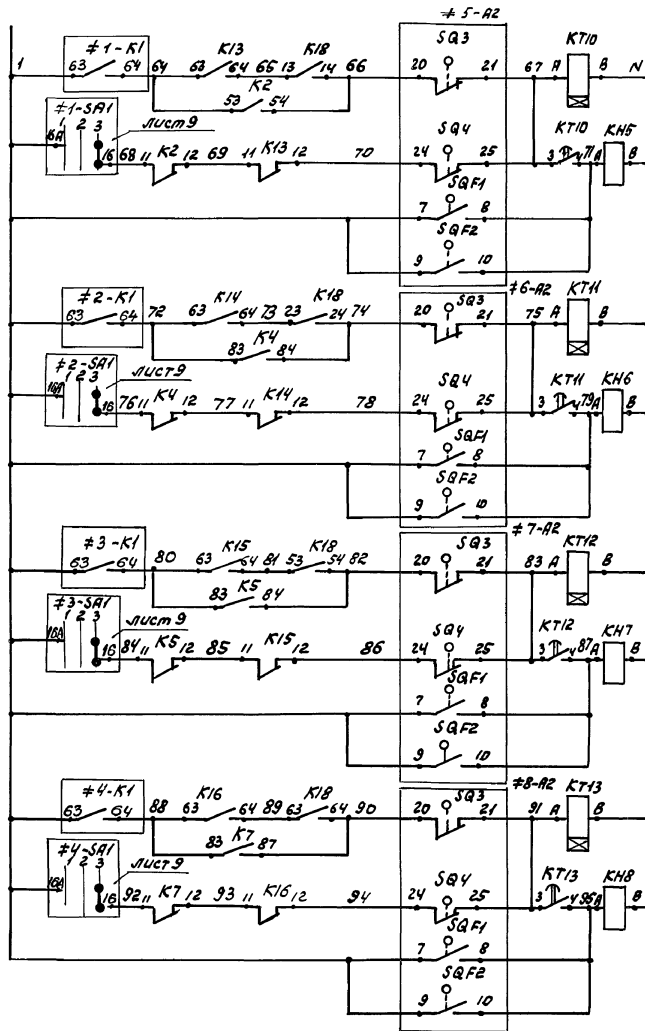 ≠5-A2
1 63 ≠1-K1 64 64 63 K13 64 65 13 K18 14 66 20 SQ3 21 67 A KT10 B N
53 K2 54
≠1-SA1 Лист 9
16A 1 2 3 16 68 11 K2 12 69 11 K13 12 70 24 SQ4 25 3 KT10 4 71 A KH5 B
7 SQF1 8
9 SQF2 10
≠6-A2
63 ≠2-K1 64 72 63 K14 64 73 23 K18 24 74 20 SQ3 21 75 A KT11 B
83 K4 84
≠2-SA1 Лист 9
16A 1 2 3 16 76 11 K4 12 77 11 K14 12 78 24 SQ4 25 3 KT11 4 79 A KH6 B
7 SQF1 8
9 SQF2 10
≠7-A2
63 ≠3-K1 64 80 63 K15 64 81 53 K18 54 82 20 SQ3 21 83 A KT12 B
83 K5 84
≠3-SA1 Лист 9
16A 1 2 3 16 84 11 K5 12 85 11 K15 12 86 24 SQ4 25 3 KT12 4 87 A KH7 B
7 SQF1 8
9 SQF2 10
≠8-A2
63 ≠4-K1 64 88 63 K16 64 89 63 K18 64 90 20 SQ3 21 91 A KT13 B
83 K7 87
≠4-SA1 Лист 9
16A 1 2 3 16 92 11 K7 12 93 11 K16 12 94 24 SQ4 25 3 KT13 4 95 A KH8 B
7 SQF1 8
9 SQF2 10